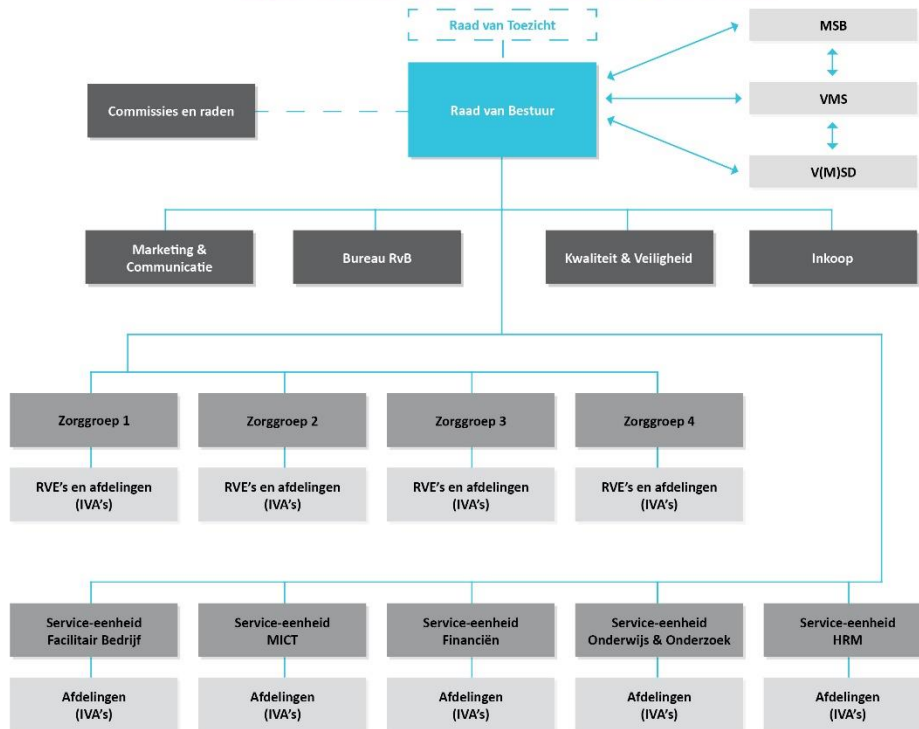 Raad van Toezicht
MSB
Commissies en raden
Raad van Bestuur
VMS
V(M)SD
Marketing &
Communicatie
Bureau RvB
Kwaliteit & Veiligheid
Inkoop
Zorggroep 1
Zorggroep 2
Zorggroep 3
Zorggroep 4
RVE's en afdelingen
(IVA's)
RVE's en afdelingen
(IVA's)
RVE's en afdelingen
(IVA's)
RVE's en afdelingen
(IVA's)
Service-eenheid
Facilitair Bedrijf
Service-eenheid
MICT
Service-eenheid
Financiën
Service-eenheid
Onderwijs & Onderzoek
Service-eenheid
HRM
Afdelingen
(IVA's)
Afdelingen
(IVA's)
Afdelingen
(IVA's)
Afdelingen
(IVA's)
Afdelingen
(IVA's)